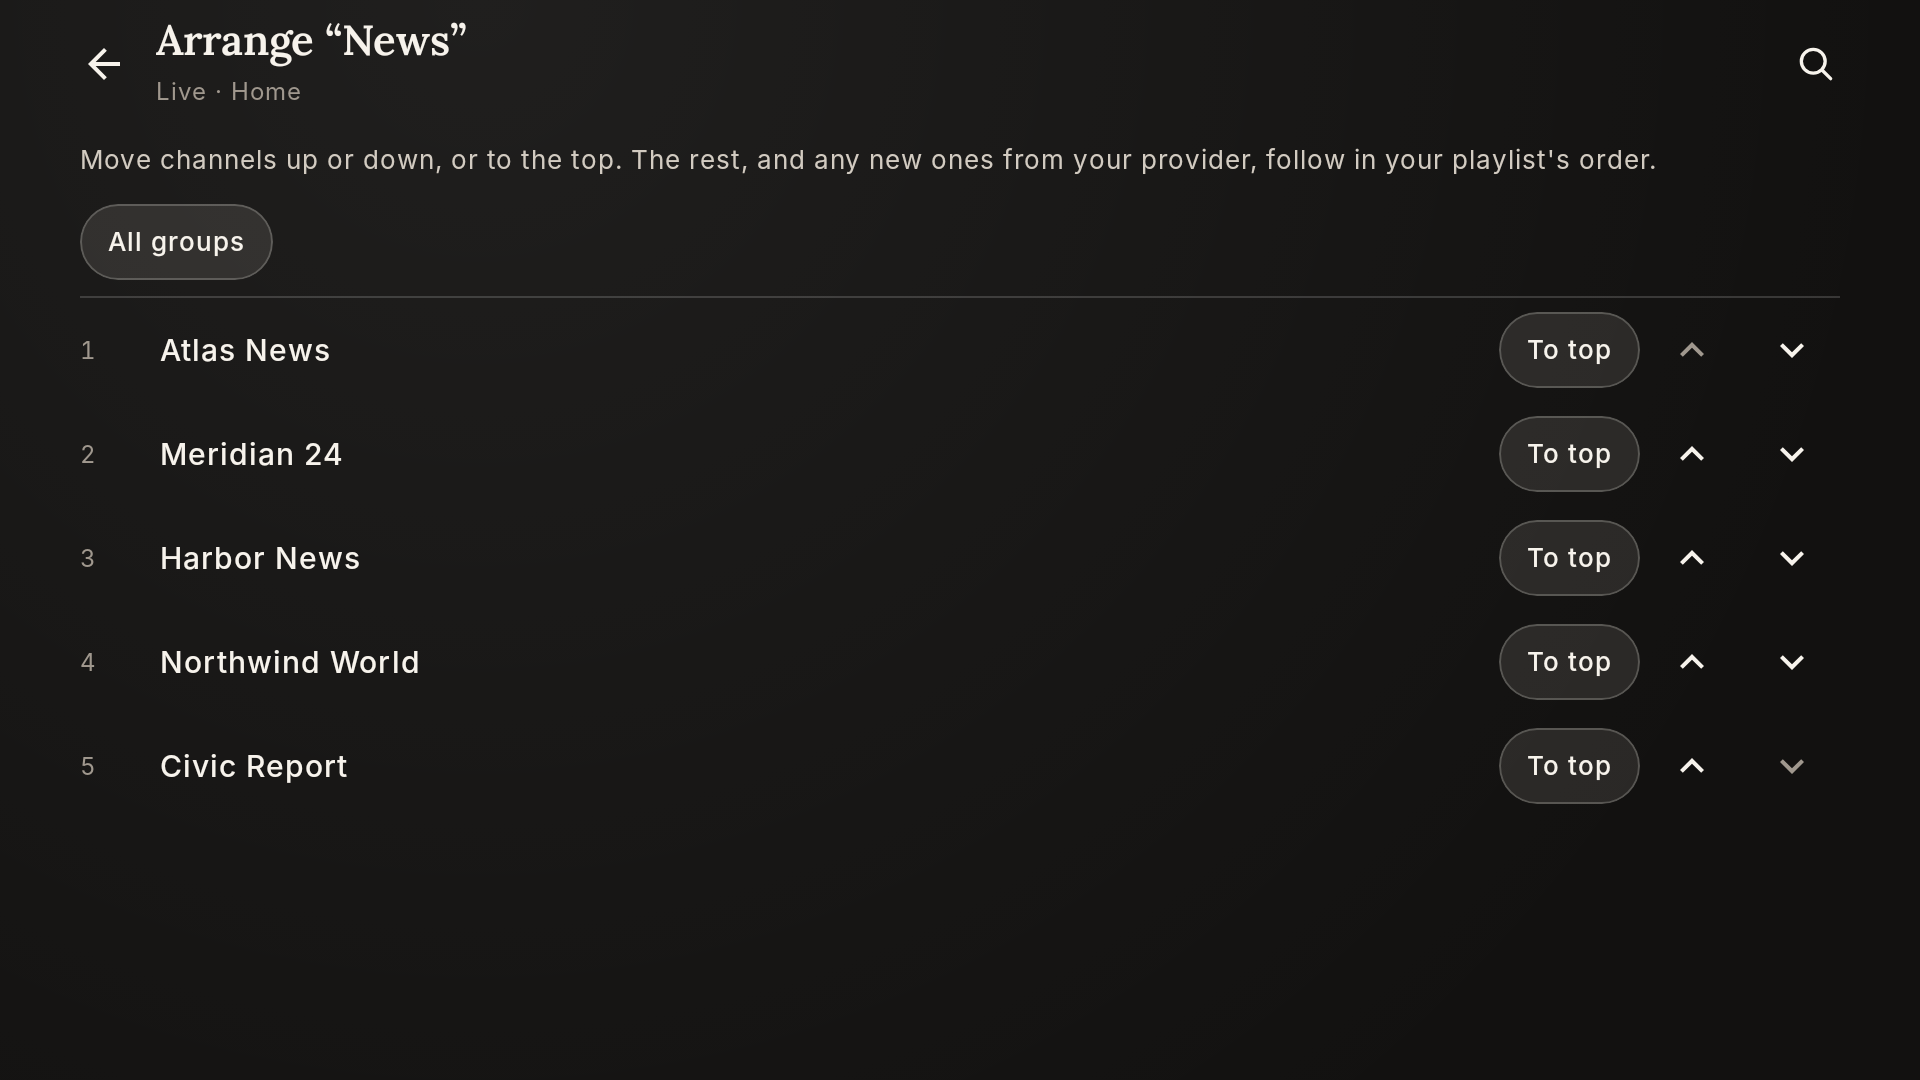 Arrange “News”
Live · Home
Move channels up or down, or to the top. The rest, and any new ones from your provider, follow in your playlist's order.
All groups
1 Atlas News To top
2 Meridian 24 To top
3 Harbor News To top
4 Northwind World To top
5 Civic Report To top